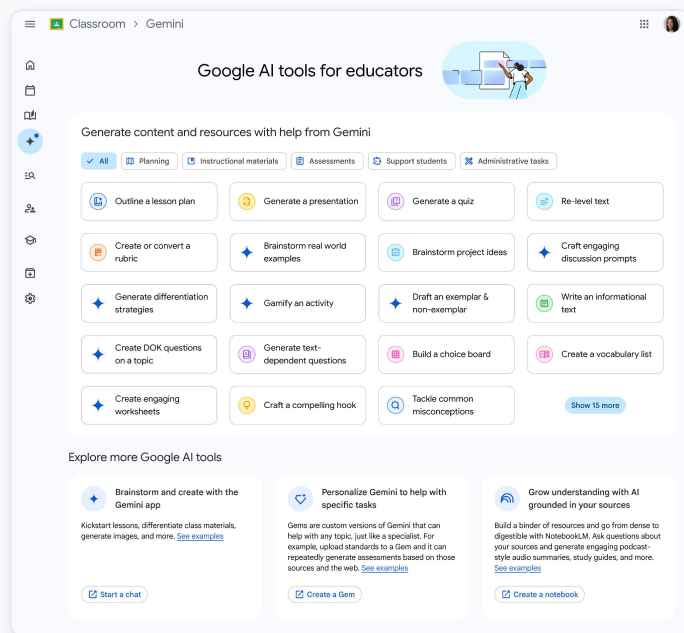 Classroom > Gemini
Google AI tools for educators
Generate content and resources with help from Gemini
All
Planning
Instructional materials
Assessments
Support students
Administrative tasks
Outline a lesson plan
Generate a presentation
Generate a quiz
Re-level text
Create or convert a
rubric
Brainstorm real world
examples
Brainstorm project ideas
Craft engaging
discussion prompts
Generate differentiation
strategies
Gamify an activity
Draft an exemplar &
non-exemplar
Write an informational
text
Create DOK questions
on a topic
Generate text-
dependent questions
Build a choice board
Create a vocabulary list
Create engaging
worksheets
Craft a compelling hook
Tackle common
misconceptions
Show 15 more
Explore more Google AI tools
Brainstorm and create with the
Gemini app
Kickstart lessons, differentiate class materials,
generate images, and more. See examples
Start a chat
Personalize Gemini to help with
specific tasks
Gems are custom versions of Gemini that can
help with any topic, just like a specialist. For
example, upload standards to a Gem and it can
repeatedly generate assessments based on those
sources and the web. See examples
Create a Gem
Grow understanding with AI
grounded in your sources
Build a binder of resources and go from dense to
digestible with NotebookLM. Ask questions about
your sources and generate engaging podcast-
style audio summaries, study guides, and more.
See examples
Create a notebook